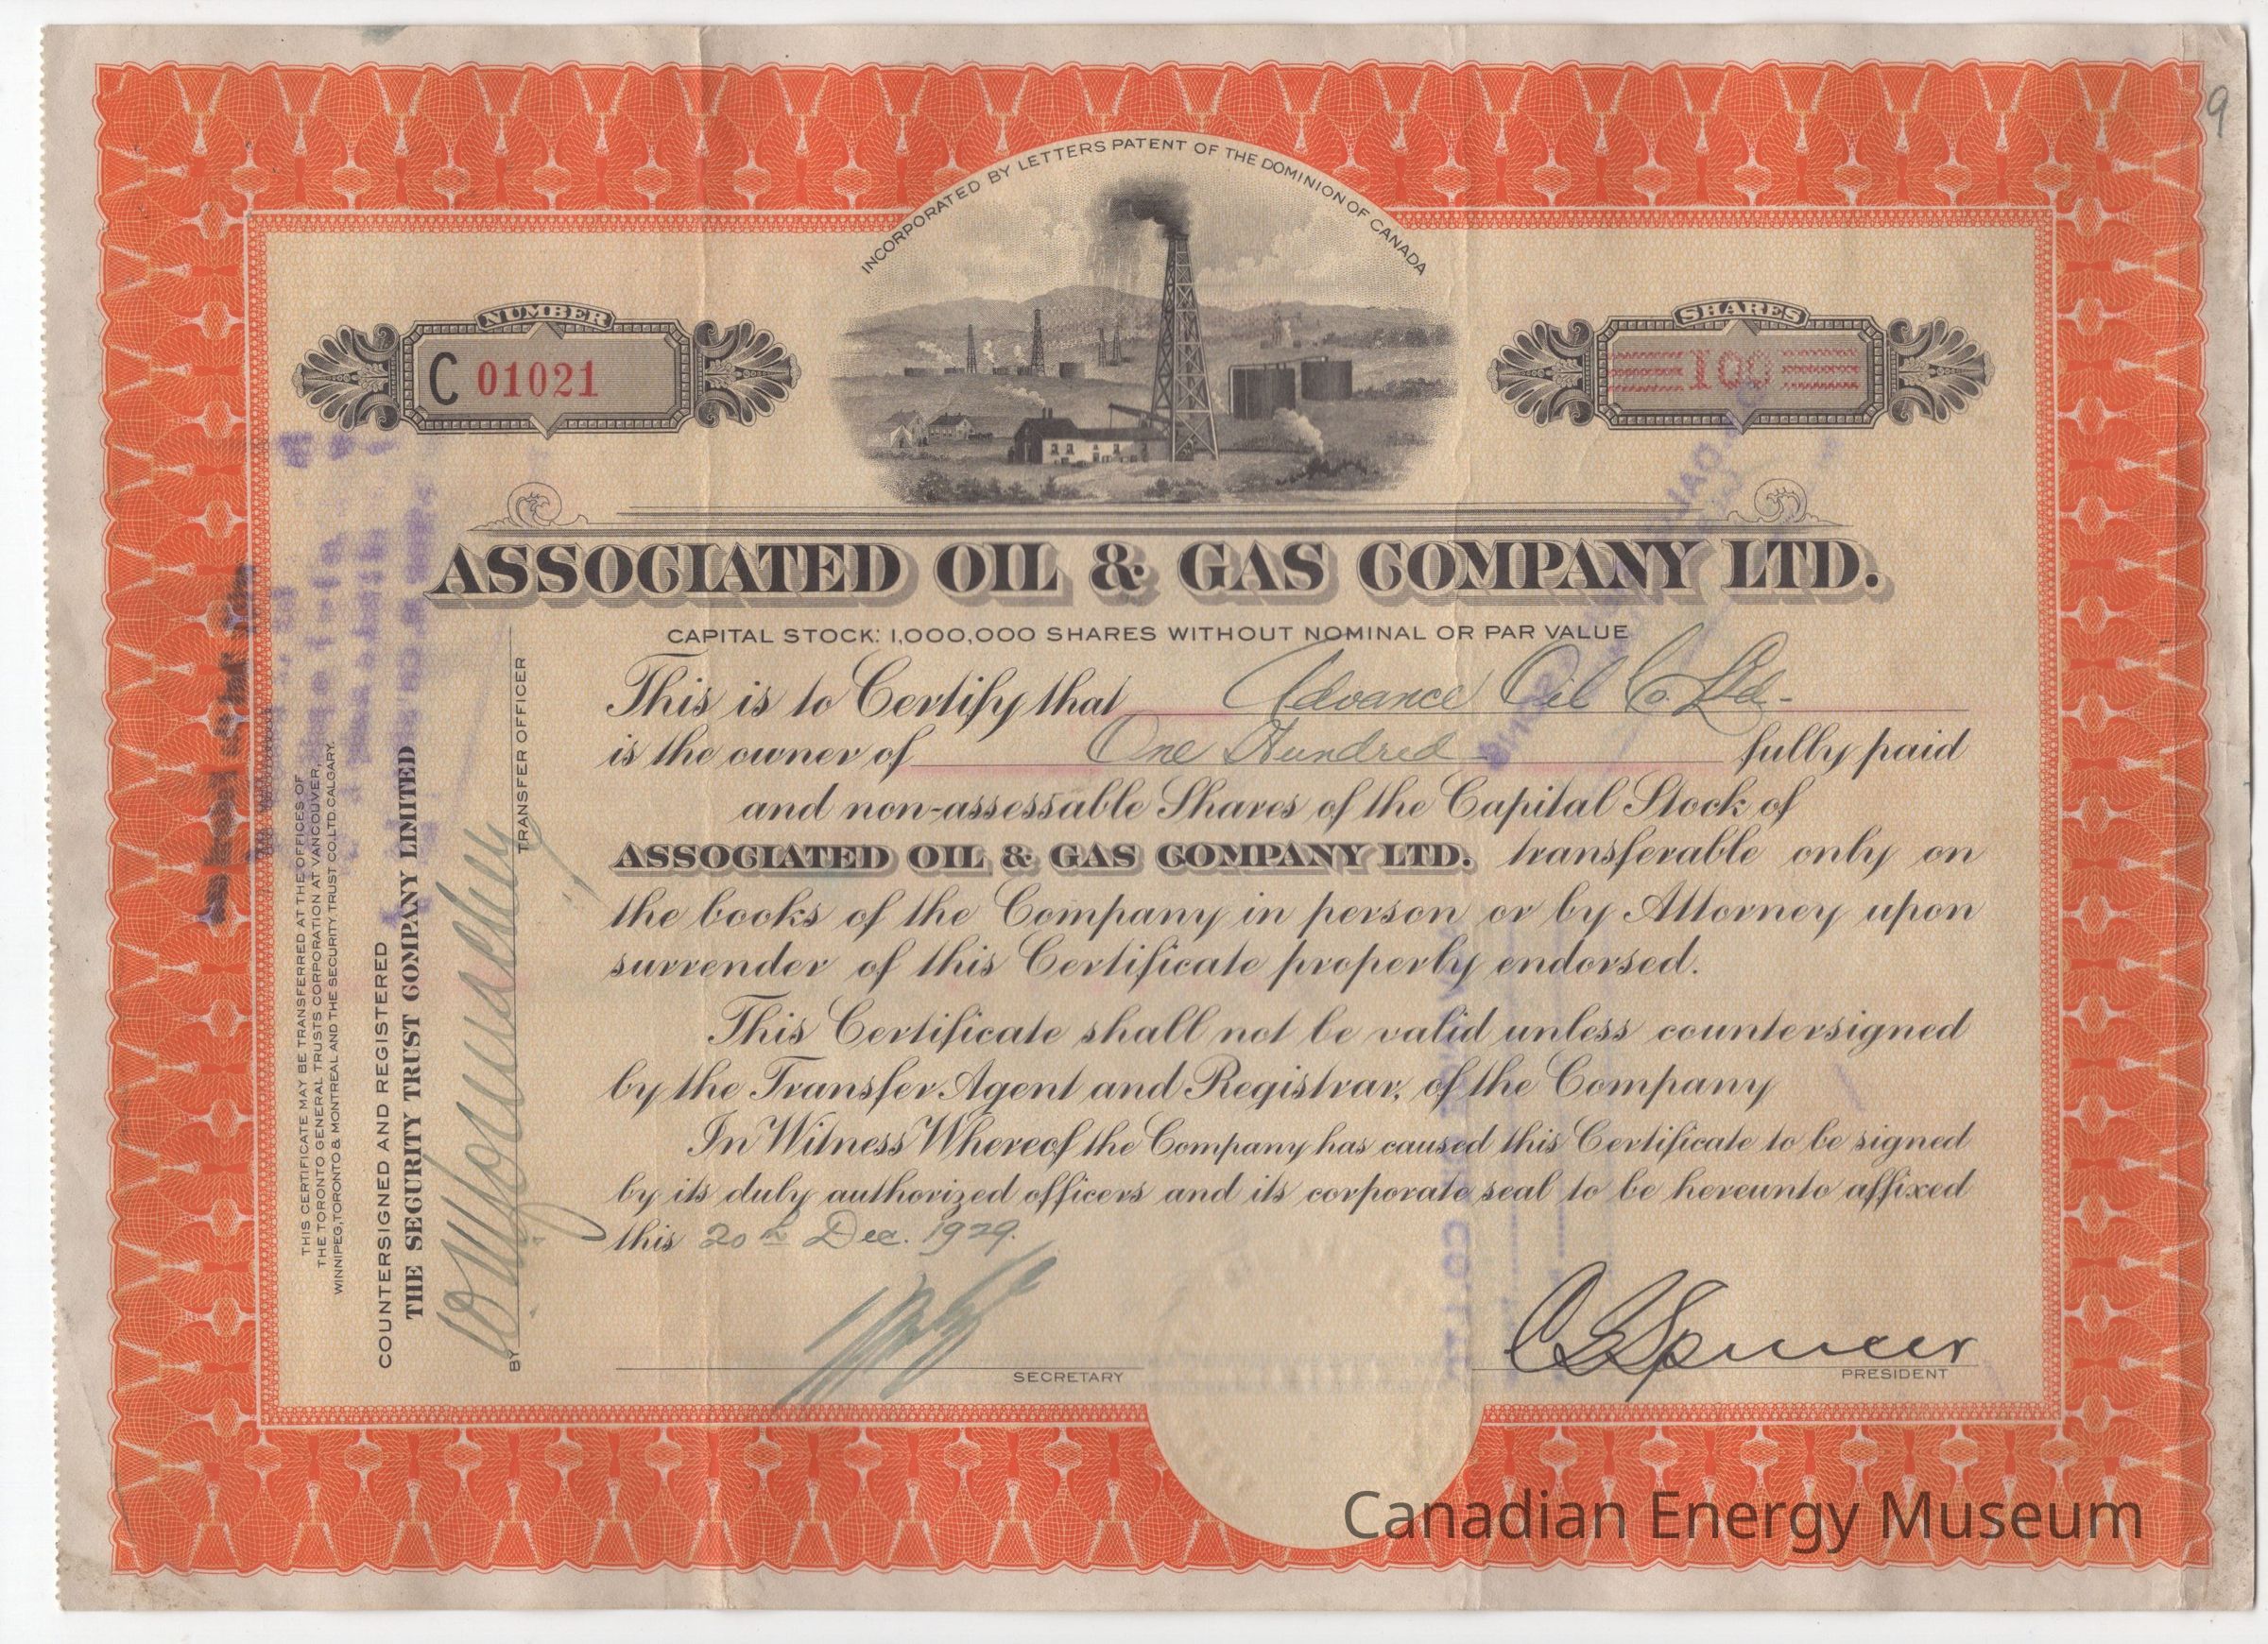 9
INCORPORATED BY LETTERS PATENT OF THE DOMINION OF CANADA
NUMBER
C 01021
SHARES
100
ASSOCIATED OIL & GAS COMPANY LTD.
CAPITAL STOCK: 1,000,000 SHARES WITHOUT NOMINAL OR PAR VALUE
This is to Certify that Advance Oil Co. Ltd.
is the owner of One Hundred fully paid
and non-assessable Shares of the Capital Stock of
ASSOCIATED OIL & GAS COMPANY LTD. transferable only on
the books of the Company in person or by Attorney upon
surrender of this Certificate properly endorsed.
This Certificate shall not be valid unless countersigned
by the Transfer Agent and Registrar, of the Company
In Witness Whereof the Company has caused this Certificate to be signed
by its duly authorized officers and its corporate seal to be hereunto affixed
this 20th Dec. 1929.
SECRETARY
C Spencer
PRESIDENT
THIS CERTIFICATE MAY BE TRANSFERRED AT THE OFFICES OF
THE TORONTO GENERAL TRUSTS CORPORATION AT VANCOUVER,
WINNIPEG, TORONTO & MONTREAL AND THE SECURITY TRUST CO. LTD. CALGARY.
COUNTERSIGNED AND REGISTERED
THE SECURITY TRUST COMPANY LIMITED
BY
TRANSFER OFFICER
Canadian Energy Museum